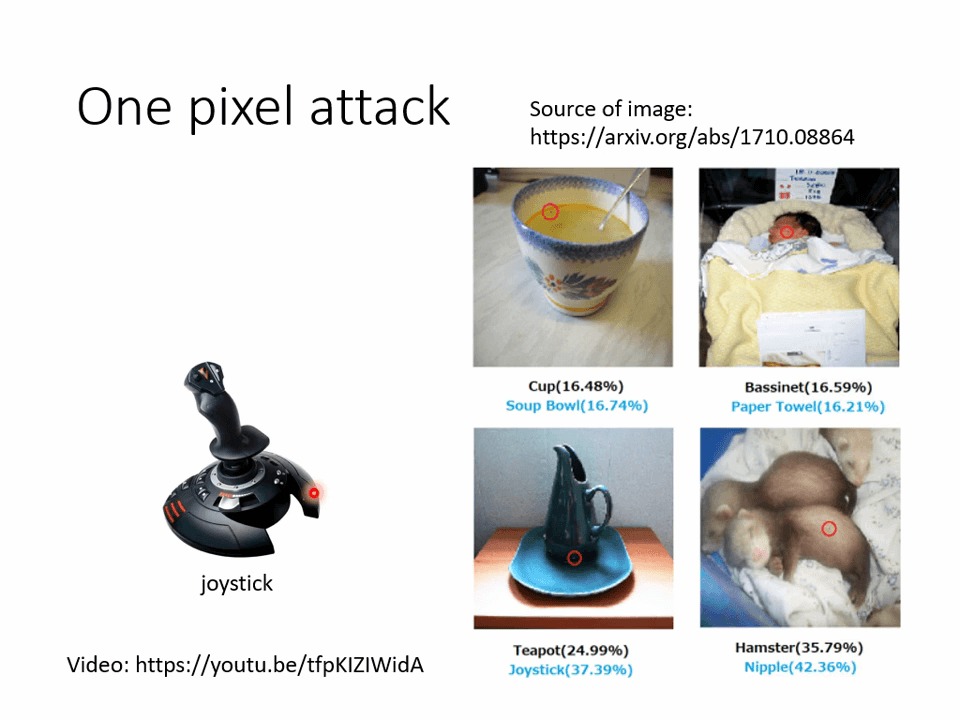 One pixel attack
Source of image:
https://arxiv.org/abs/1710.08864
Cup(16.48%)
Soup Bowl(16.74%)
Bassinet(16.59%)
Paper Towel(16.21%)
joystick
Teapot(24.99%)
Joystick(37.39%)
Hamster(35.79%)
Nipple(42.36%)
Video: https://youtu.be/tfpKIZIWidA